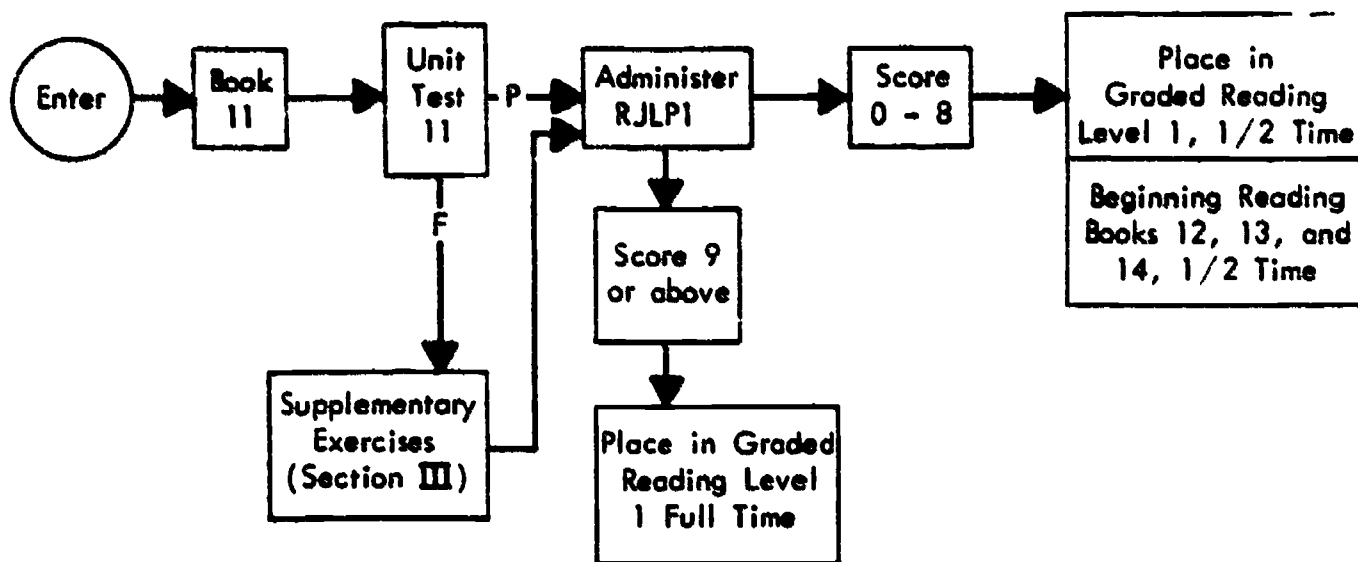 Enter
Book
11
Unit
Test
11
P
F
Administer
RJLP1
Score
0 - 8
Place in
Graded Reading
Level 1, 1/2 Time
Beginning Reading
Books 12, 13, and
14, 1/2 Time
Score 9
or above
Supplementary
Exercises
(Section III)
Place in Graded
Reading Level
1 Full Time